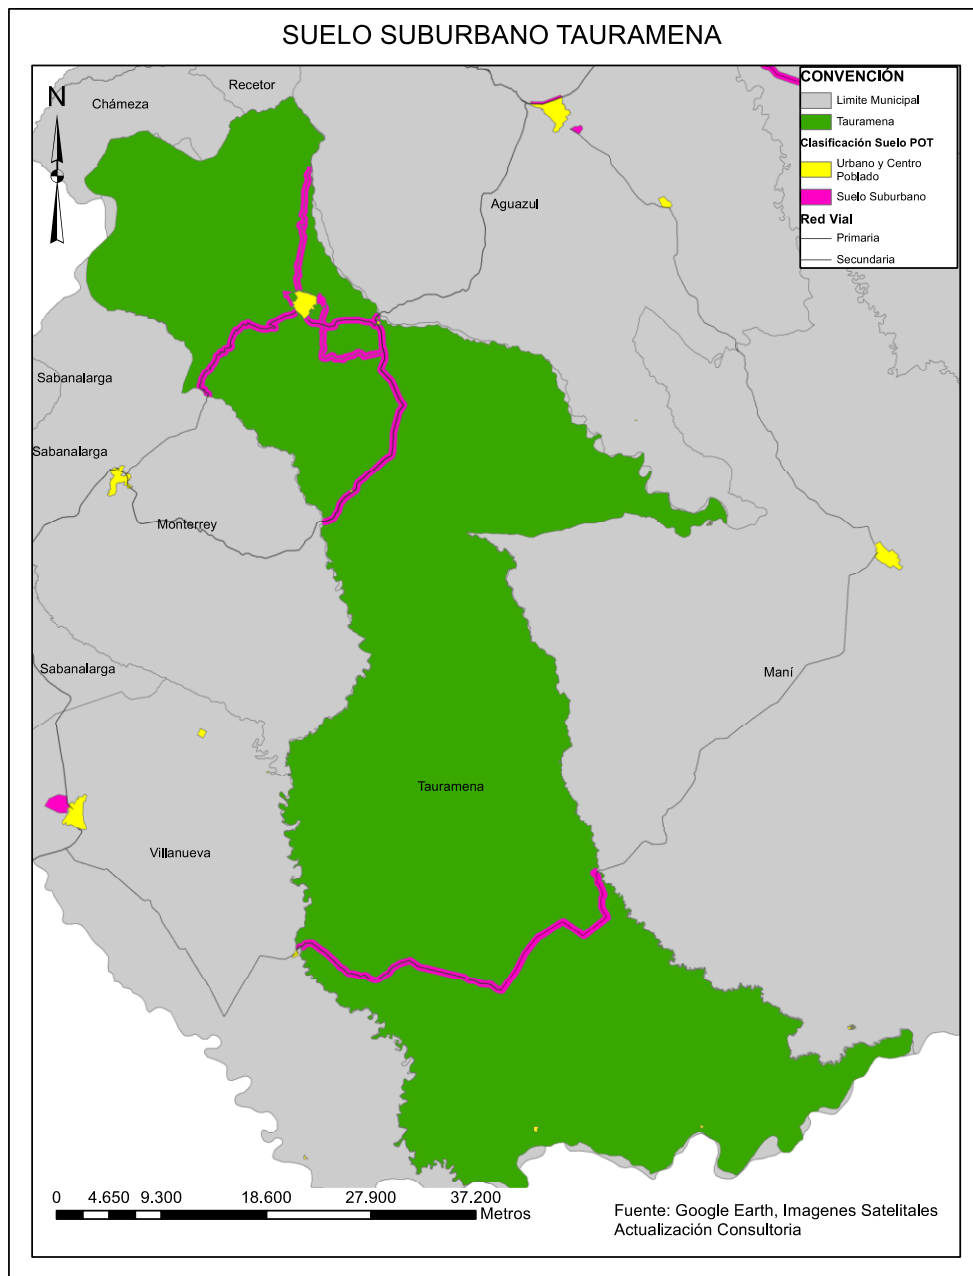 SUELO SUBURBANO TAURAMENA
N
Chámeza
Recetor
Aguazul
CONVENCIÓN
Limite Municipal
Tauramena
Clasificación Suelo POT
Urbano y Centro
Poblado
Suelo Suburbano
Red Vial
Primaria
Secundaria
Sabanalarga
Sabanalarga
Monterrey
Sabanalarga
Maní
Tauramena
Villanueva
0 4.650 9.300 18.600 27.900 37.200
Metros
Fuente: Google Earth, Imagenes Satelitales
Actualización Consultoria